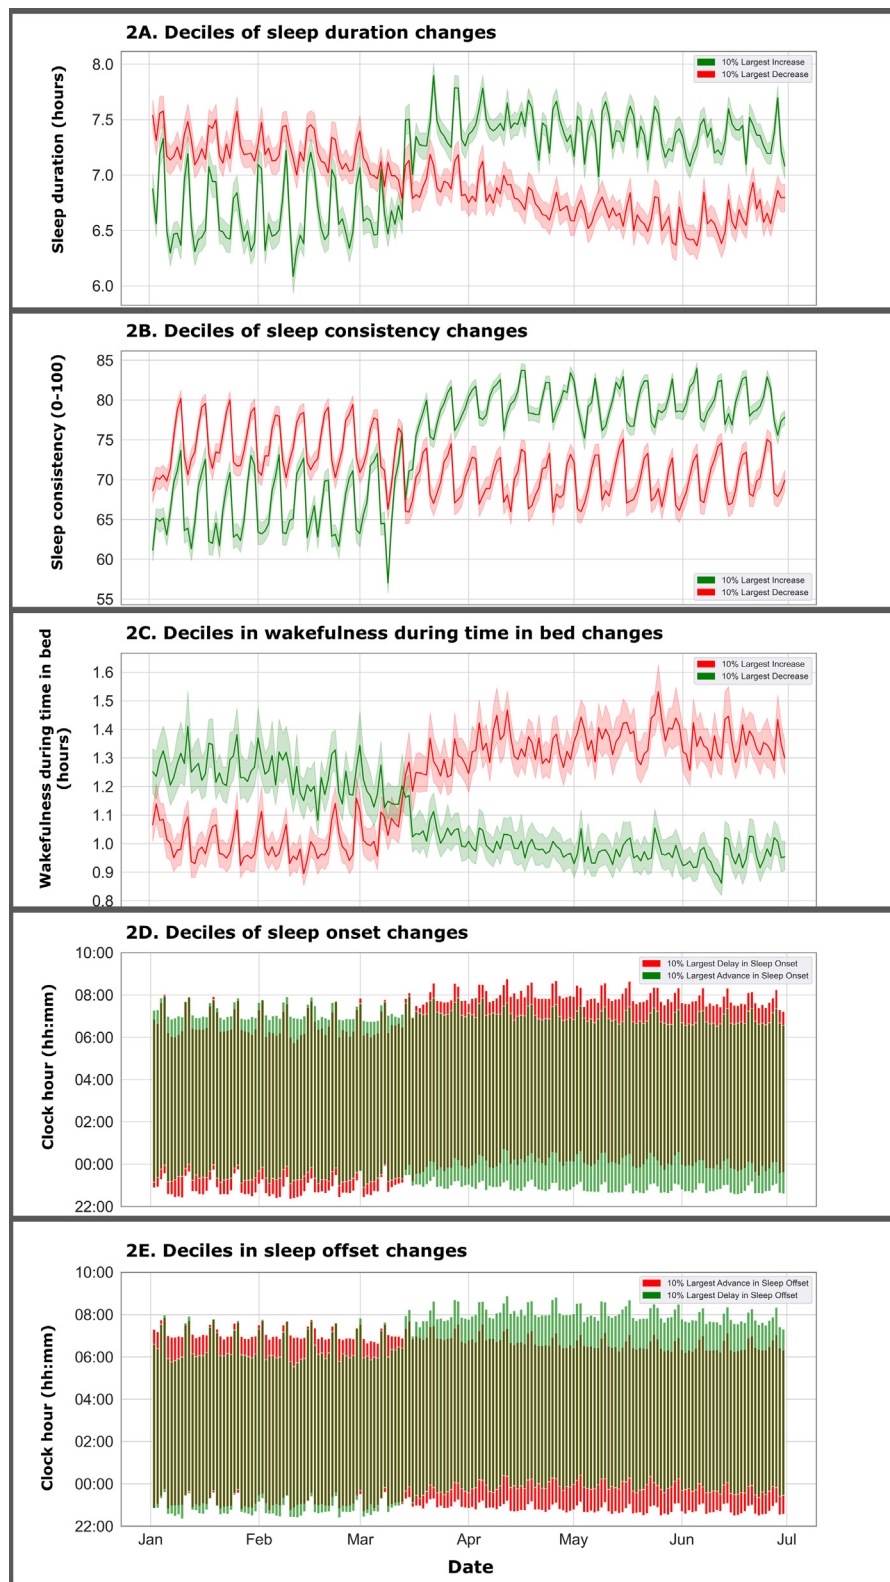 2A. Deciles of sleep duration changes
Sleep duration (hours)
8.0
7.5
7.0
6.5
6.0
10% Largest Increase
10% Largest Decrease
2B. Deciles of sleep consistency changes
Sleep consistency (0-100)
85
80
75
70
65
60
55
10% Largest Increase
10% Largest Decrease
2C. Deciles in wakefulness during time in bed changes
Wakefulness during time in bed
(hours)
1.6
1.5
1.4
1.3
1.2
1.1
1.0
0.9
0.8
10% Largest Increase
10% Largest Decrease
2D. Deciles of sleep onset changes
Clock hour (hh:mm)
10:00
08:00
06:00
04:00
02:00
00:00
22:00
10% Largest Delay in Sleep Onset
10% Largest Advance in Sleep Onset
2E. Deciles in sleep offset changes
Clock hour (hh:mm)
10:00
08:00
06:00
04:00
02:00
00:00
22:00
10% Largest Advance in Sleep Offset
10% Largest Delay in Sleep Offset
Jan Feb Mar Apr May Jun Jul
Date